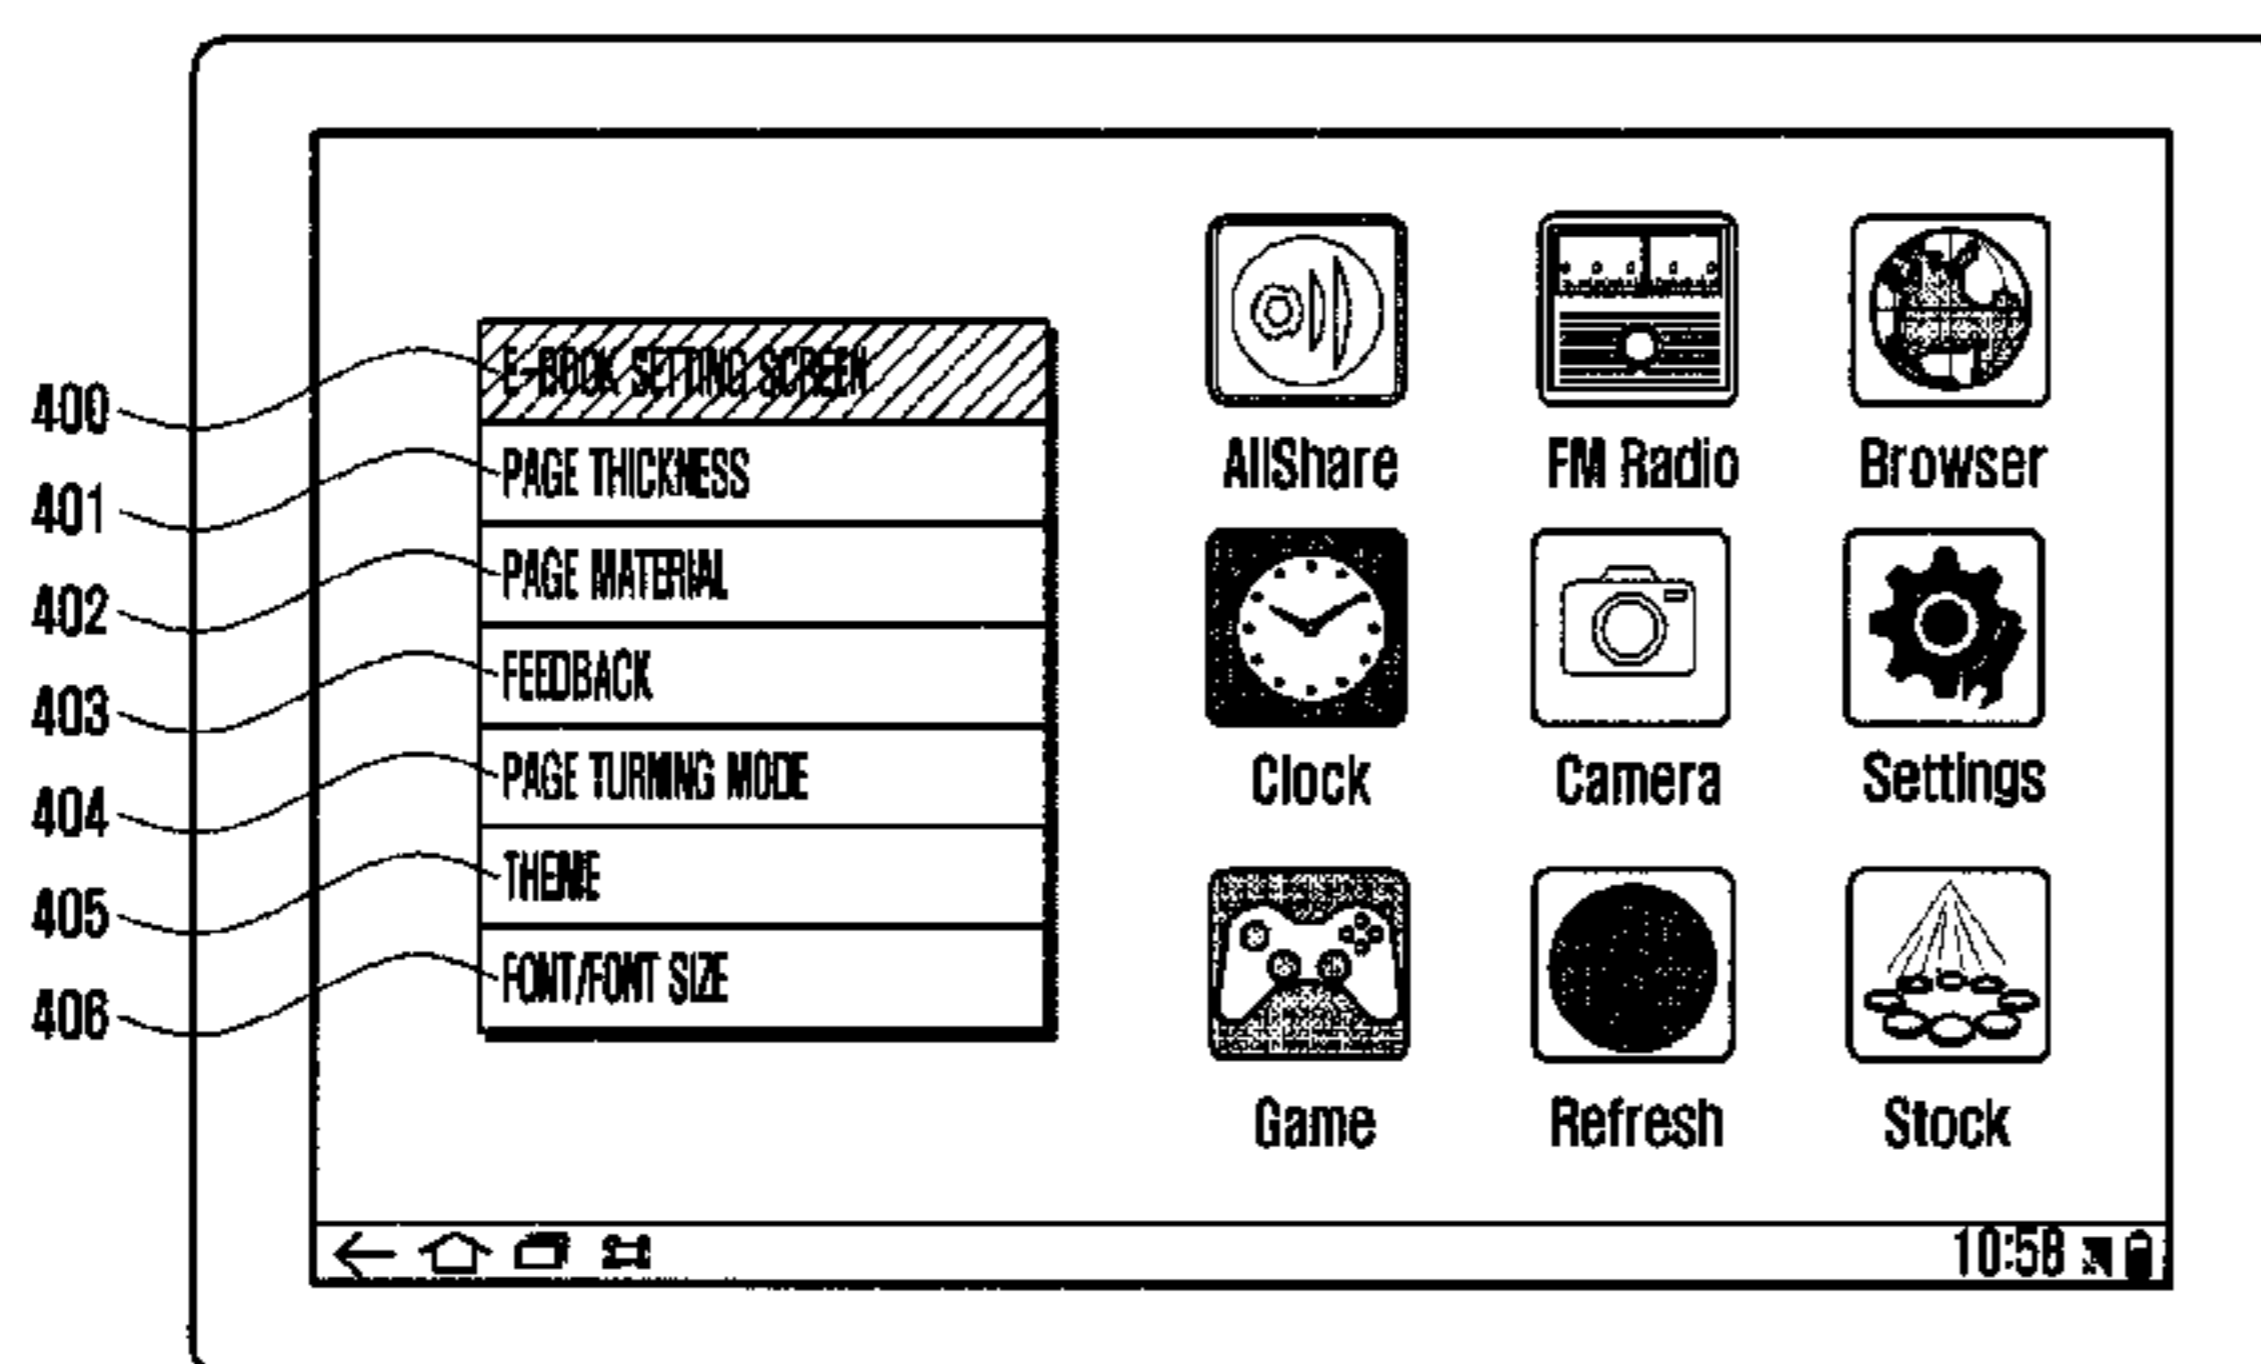 400 E-BOOK SETTING SCREEN
401 PAGE THICKNESS
402 PAGE MATERIAL
403 FEEDBACK
404 PAGE TURNING MODE
405 THEME
406 FONT/FONT SIZE
AllShare FM Radio Browser
Clock Camera Settings
Game Refresh Stock
10:58